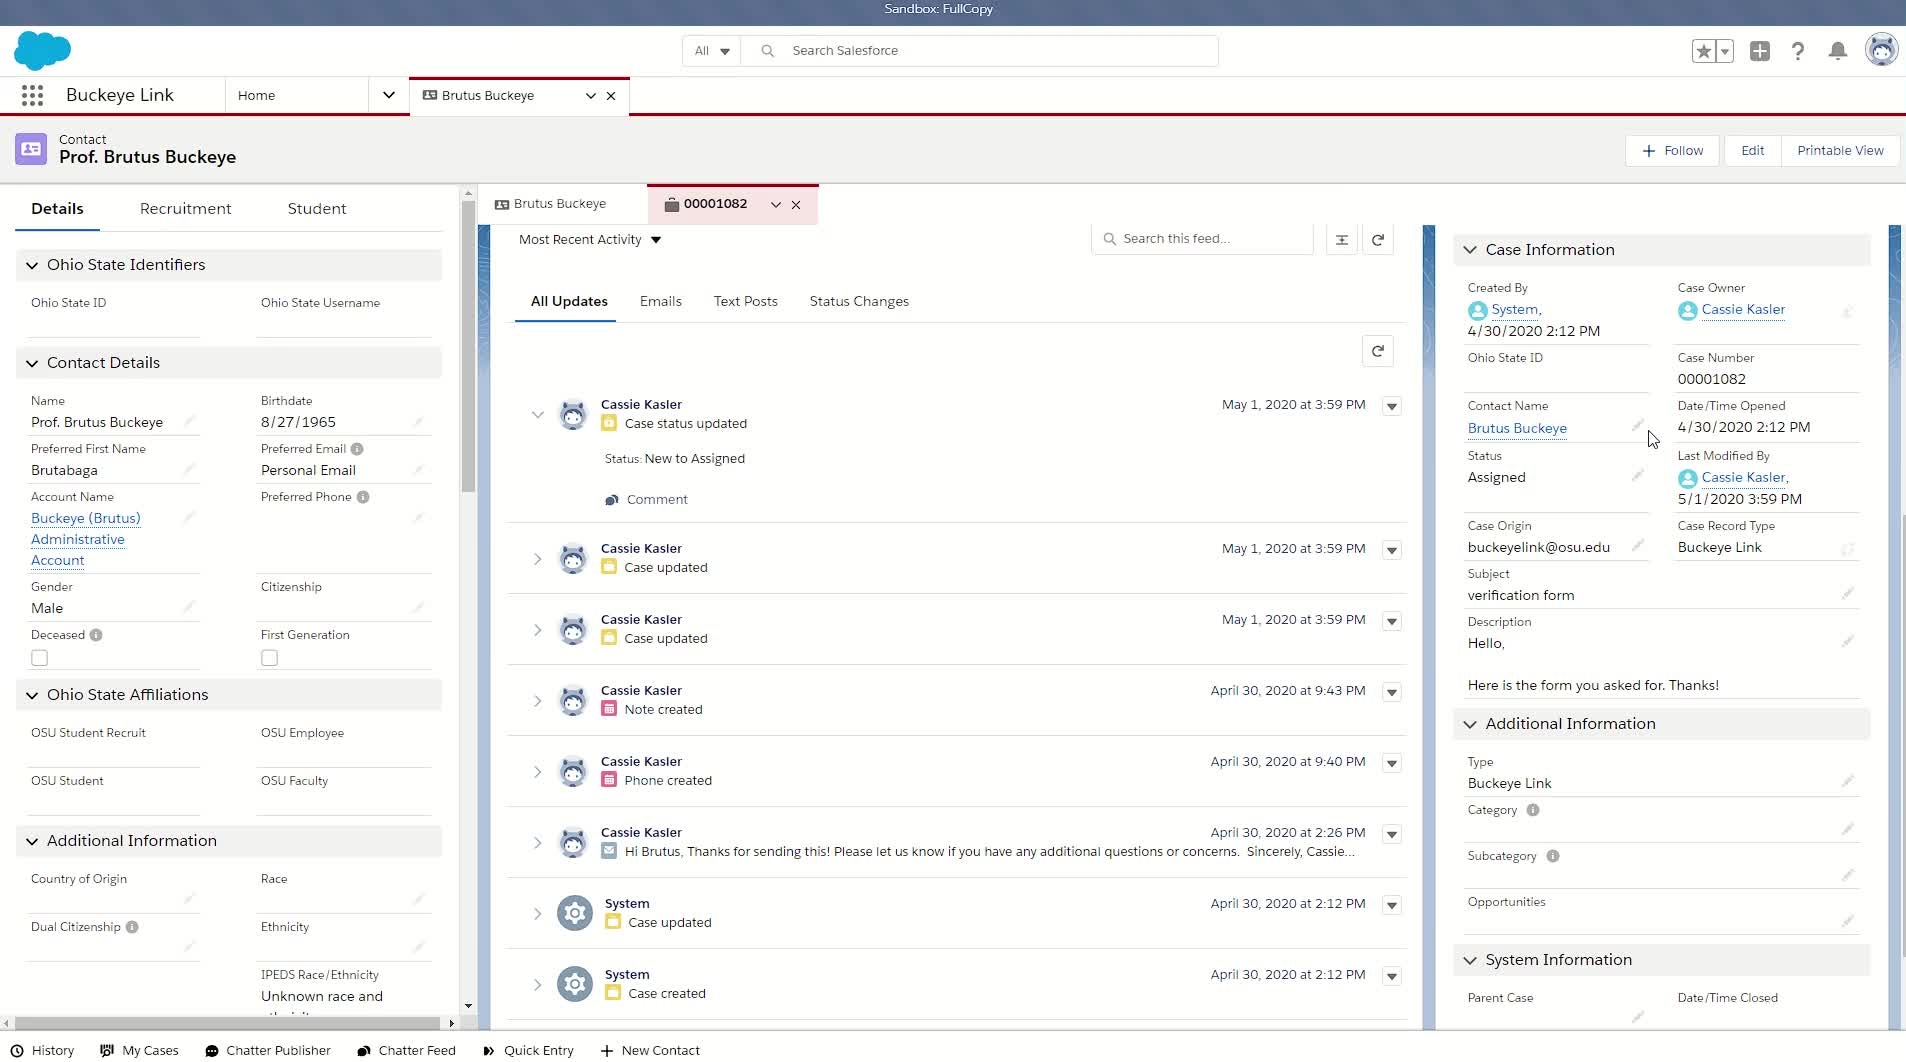 Sandbox: FullCopy
All
Search Salesforce
Buckeye Link
Home
Brutus Buckeye
Contact
Prof. Brutus Buckeye
Follow
Edit
Printable View
Details
Recruitment
Student
Ohio State Identifiers
Ohio State ID
Ohio State Username
Contact Details
Name
Birthdate
Prof. Brutus Buckeye
8/27/1965
Preferred First Name
Preferred Email
Brutabaga
Personal Email
Account Name
Preferred Phone
Buckeye (Brutus)
Administrative
Account
Gender
Citizenship
Male
Deceased
First Generation
Ohio State Affiliations
OSU Student Recruit
OSU Employee
OSU Student
OSU Faculty
Additional Information
Country of Origin
Race
Dual Citizenship
Ethnicity
IPEDS Race/Ethnicity
Unknown race and
Brutus Buckeye
00001082
Most Recent Activity
Search this feed...
All Updates
Emails
Text Posts
Status Changes
Cassie Kasler
May 1, 2020 at 3:59 PM
Case status updated
Status: New to Assigned
Comment
Cassie Kasler
May 1, 2020 at 3:59 PM
Case updated
Cassie Kasler
May 1, 2020 at 3:59 PM
Case updated
Cassie Kasler
April 30, 2020 at 9:43 PM
Note created
Cassie Kasler
April 30, 2020 at 9:40 PM
Phone created
Cassie Kasler
April 30, 2020 at 2:26 PM
Hi Brutus, Thanks for sending this! Please let us know if you have any additional questions or concerns. Sincerely, Cassie...
System
April 30, 2020 at 2:12 PM
Case updated
System
April 30, 2020 at 2:12 PM
Case created
Case Information
Created By
Case Owner
System,
Cassie Kasler
4/30/2020 2:12 PM
Ohio State ID
Case Number
00001082
Contact Name
Date/Time Opened
Brutus Buckeye
4/30/2020 2:12 PM
Status
Last Modified By
Assigned
Cassie Kasler,
5/1/2020 3:59 PM
Case Origin
Case Record Type
buckeyelink@osu.edu
Buckeye Link
Subject
verification form
Description
Hello,
Here is the form you asked for. Thanks!
Additional Information
Type
Buckeye Link
Category
Subcategory
Opportunities
System Information
Parent Case
Date/Time Closed
History
My Cases
Chatter Publisher
Chatter Feed
Quick Entry
New Contact